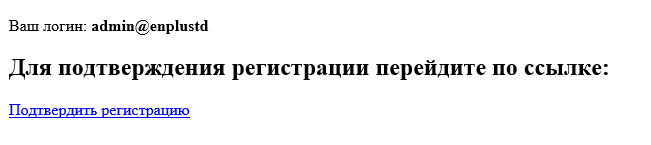 Ваш логин: admin@enplustd
Для подтверждения регистрации перейдите по ссылке:
Подтвердить регистрацию